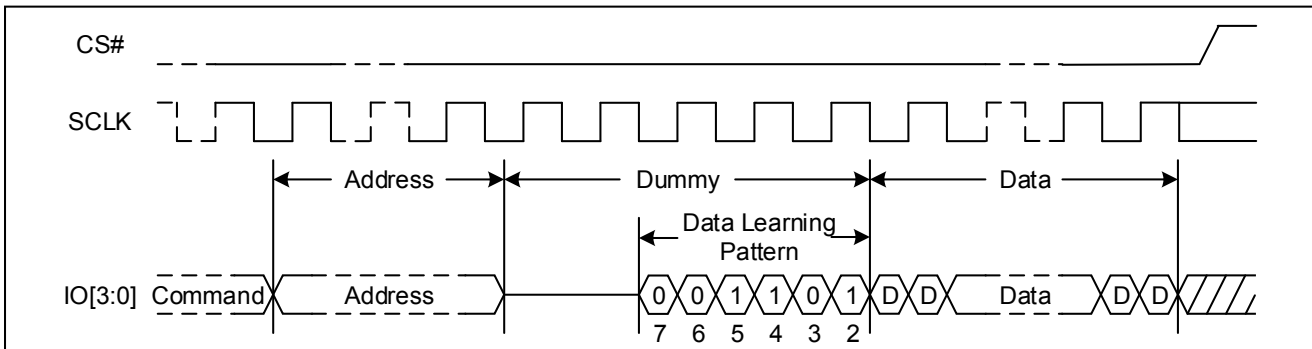 CS#
SCLK
Address Dummy Data
Data Learning
Pattern
IO[3:0] Command Address 0 0 1 1 0 1 D D Data D D
7 6 5 4 3 2